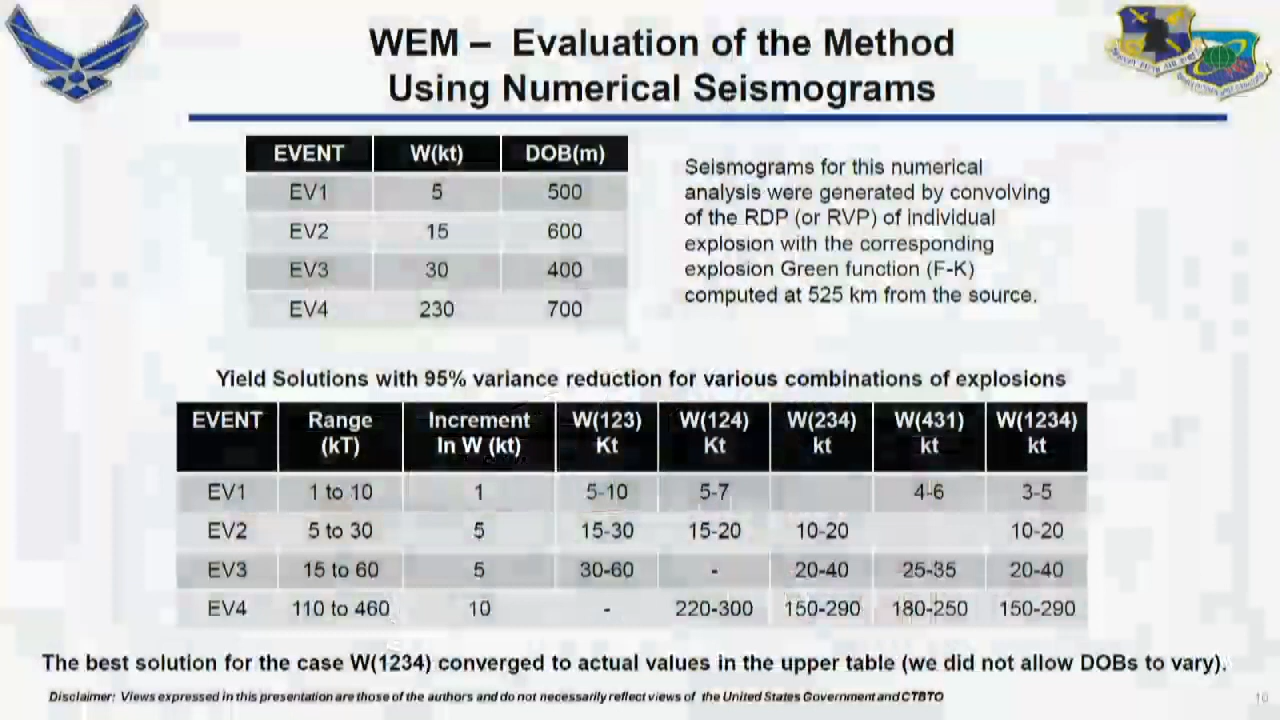 WEM – Evaluation of the Method
Using Numerical Seismograms
EVENT W(kt) DOB(m)
EV1 5 500
EV2 15 600
EV3 30 400
EV4 230 700
Seismograms for this numerical
analysis were generated by convolving
of the RDP (or RVP) of individual
explosion with the corresponding
explosion Green function (F-K)
computed at 525 km from the source.
Yield Solutions with 95% variance reduction for various combinations of explosions
EVENT Range Increment W(123) W(124) W(234) W(431) W(1234)
(kT) In W (kt) Kt Kt kt kt kt
EV1 1 to 10 1 5-10 5-7 4-6 3-5
EV2 5 to 30 5 15-30 15-20 10-20 10-20
EV3 15 to 60 5 30-60 - 20-40 25-35 20-40
EV4 110 to 460 10 - 220-300 150-290 180-250 150-290
The best solution for the case W(1234) converged to actual values in the upper table (we did not allow DOBs to vary).
Disclaimer: Views expressed in this presentation are those of the authors and do not necessarily reflect views of the United States Government and CTBTO